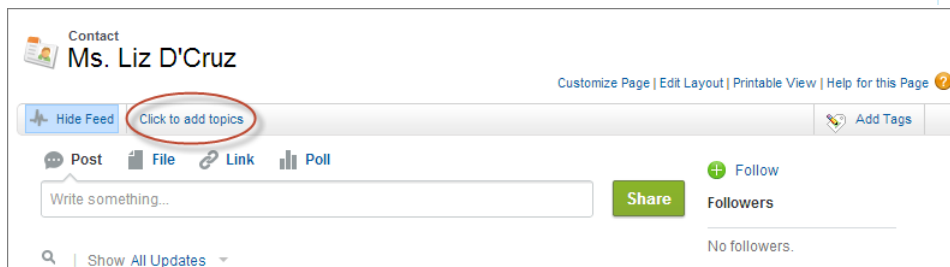 Contact
Ms. Liz D'Cruz
Customize Page | Edit Layout | Printable View | Help for this Page ?
Hide Feed Click to add topics Add Tags
Post File Link Poll
Follow
Write something... Share
Followers
No followers.
Show All Updates